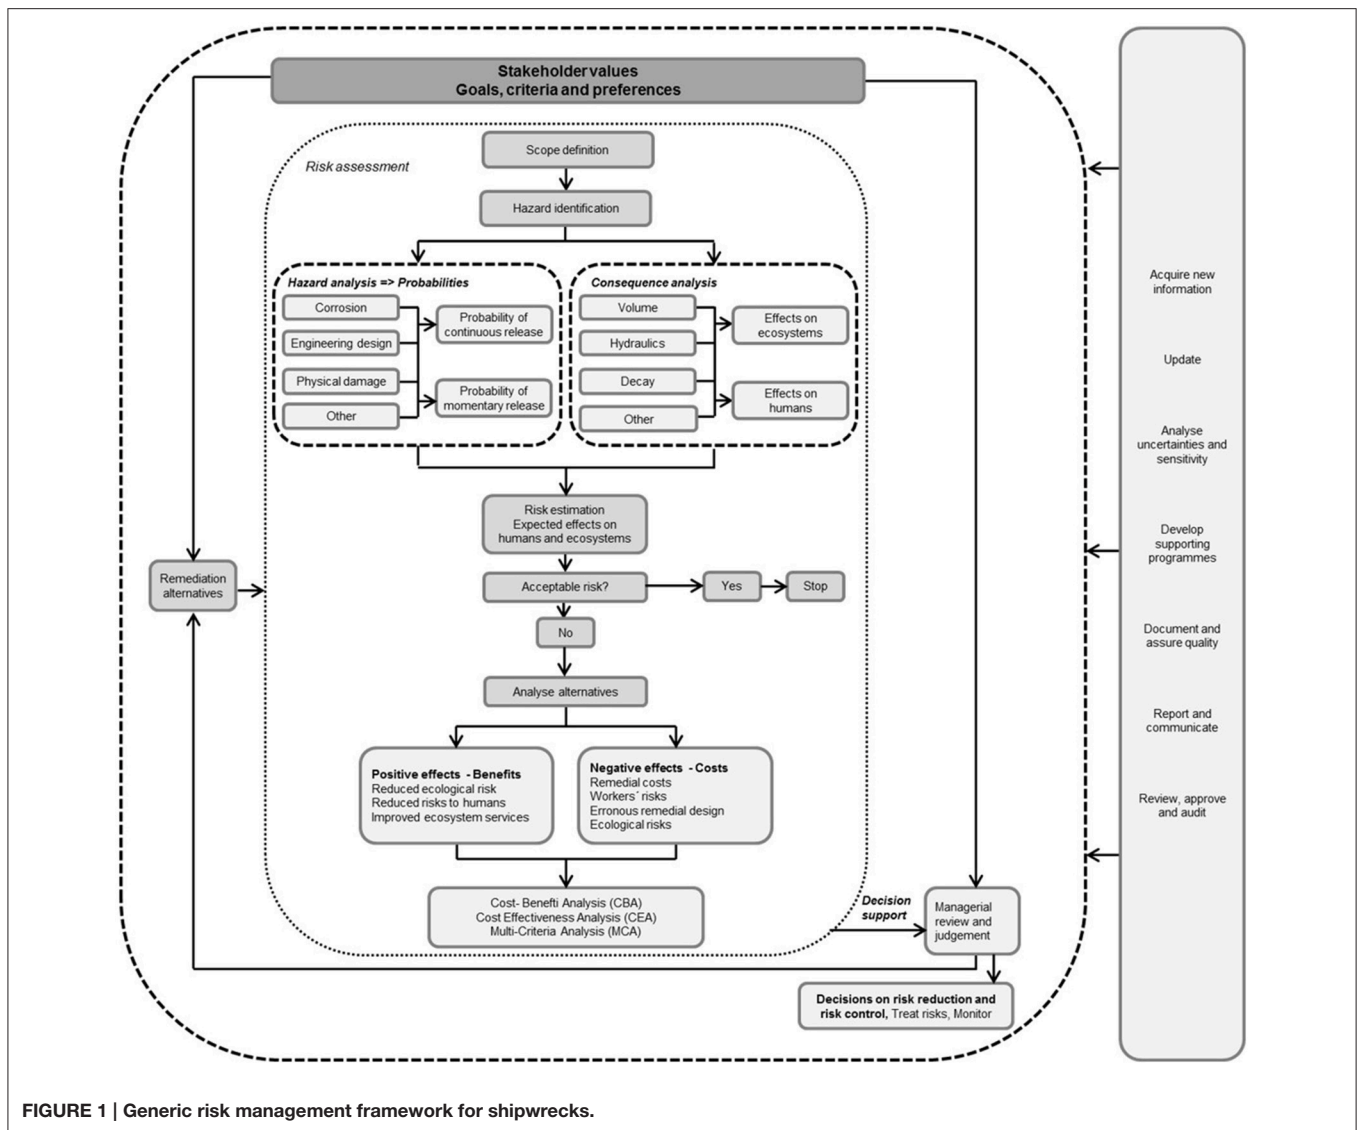 Stakeholder values
Goals, criteria and preferences
Risk assessment
Scope definition
Hazard identification
Hazard analysis => Probabilities
Corrosion
Engineering design
Physical damage
Other
Probability of
continuous release
Probability of
momentary release
Consequence analysis
Volume
Hydraulics
Decay
Other
Effects on
ecosystems
Effects on
humans
Risk estimation
Expected effects on
humans and ecosystems
Acceptable risk?
Yes
Stop
No
Remediation
alternatives
Analyse alternatives
Positive effects - Benefits
Reduced ecological risk
Reduced risks to humans
Improved ecosystem services
Negative effects - Costs
Remedial costs
Workers´ risks
Erronous remedial design
Ecological risks
Cost- Benefti Analysis (CBA)
Cost Effectiveness Analysis (CEA)
Multi-Criteria Analysis (MCA)
Decision
support
Managerial
review and
judgement
Decisions on risk reduction and
risk control, Treat risks, Monitor
Acquire new
information
Update
Analyse
uncertainties and
sensitivity
Develop
supporting
programmes
Document and
assure quality
Report and
communicate
Review, approve
and audit
FIGURE 1 | Generic risk management framework for shipwrecks.